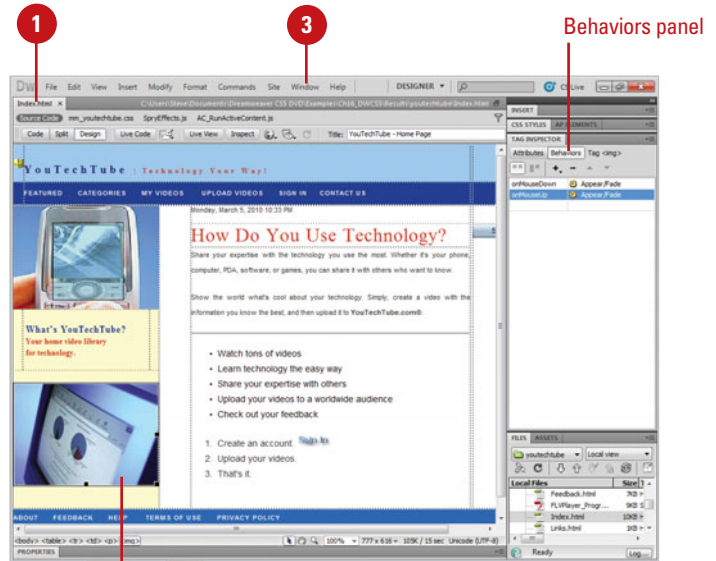 1
3
Behaviors panel
DW File Edit View Insert Modify Format Commands Site Window Help DESIGNER CS Live
Index.html × C:\Users\Steve\Documents\Dreamweaver CS5 DVD\Examples\Ch16_DWCS5\Results\youtechtube\Index.html
Source Code mm_youtechtube.css SpryEffects.js AC_RunActiveContent.js
Code Split Design Live Code Live View Inspect Title: YouTechTube - Home Page
YouTechTube | Technology Your Way!
FEATURED CATEGORIES MY VIDEOS UPLOAD VIDEOS SIGN IN CONTACT US
Monday, March 5, 2010 10:33 PM
How Do You Use Technology?
Share your expertise with the technology you use the most. Whether it's your phone,
computer, PDA, software, or games, you can share it with others who want to know.
Show the world what's cool about your technology. Simply, create a video with the
information you know the best, and then upload it to YouTechTube.com®.
What's YouTechTube?
Your home video library
for technology.
• Watch tons of videos
• Learn technology the easy way
• Share your expertise with others
• Upload your videos to a worldwide audience
• Check out your feedback
1. Create an account. Sign In
2. Upload your videos.
3. That's it.
ABOUT FEEDBACK HELP TERMS OF USE PRIVACY POLICY
<body> <table> <tr> <td> <p> <img> 100% 777 x 616 105K / 15 sec Unicode (UTF-8)
PROPERTIES
INSERT
CSS STYLES AP ELEMENTS
TAG INSPECTOR
Attributes Behaviors Tag <img>
onMouseDown Appear/Fade
onMouseUp Appear/Fade
FILES ASSETS
youtechtube Local view
Local Files Size
Feedback.html 7KB
FLVPlayer_Progr... 9KB
Index.html 10KB
Links.html 1KB
Ready Log...